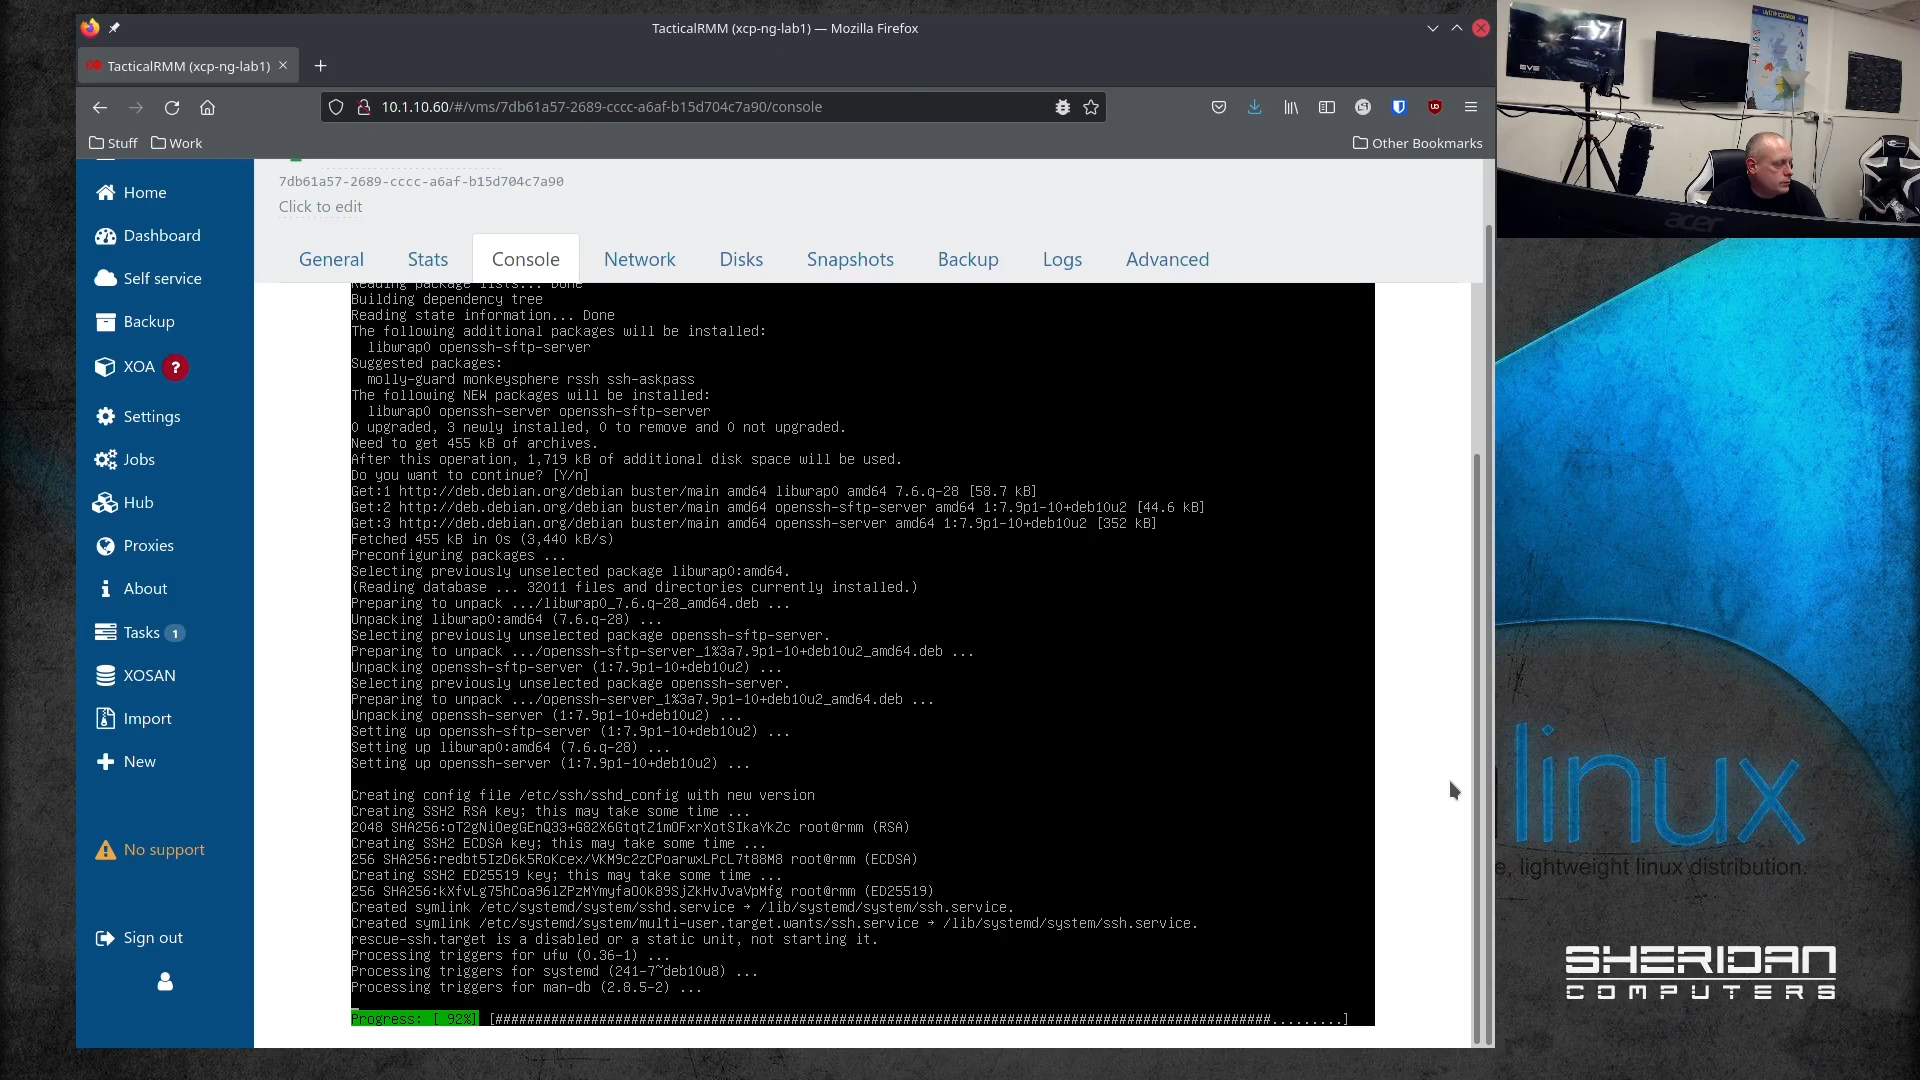 TacticalRMM (xcp-ng-lab1) — Mozilla Firefox
TacticalRMM (xcp-ng-lab1)
10.1.10.60/#/vms/7db61a57-2689-cccc-a6af-b15d704c7a90/console
Stuff
Work
Other Bookmarks
Home
Dashboard
Self service
Backup
XOA ?
Settings
Jobs
Hub
Proxies
About
Tasks 1
XOSAN
Import
New
No support
Sign out
7db61a57-2689-cccc-a6af-b15d704c7a90
Click to edit
General Stats Console Network Disks Snapshots Backup Logs Advanced
Reading package lists... Done
Building dependency tree
Reading state information... Done
The following additional packages will be installed:
libwrap0 openssh-sftp-server
Suggested packages:
molly-guard monkeysphere rssh ssh-askpass
The following NEW packages will be installed:
libwrap0 openssh-server openssh-sftp-server
0 upgraded, 3 newly installed, 0 to remove and 0 not upgraded.
Need to get 455 kB of archives.
After this operation, 1,719 kB of additional disk space will be used.
Do you want to continue? [Y/n]
Get:1 http://deb.debian.org/debian buster/main amd64 libwrap0 amd64 7.6.q-28 [58.7 kB]
Get:2 http://deb.debian.org/debian buster/main amd64 openssh-sftp-server amd64 1:7.9p1-10+deb10u2 [44.6 kB]
Get:3 http://deb.debian.org/debian buster/main amd64 openssh-server amd64 1:7.9p1-10+deb10u2 [352 kB]
Fetched 455 kB in 0s (3,440 kB/s)
Preconfiguring packages ...
Selecting previously unselected package libwrap0:amd64.
(Reading database ... 32011 files and directories currently installed.)
Preparing to unpack .../libwrap0_7.6.q-28_amd64.deb ...
Unpacking libwrap0:amd64 (7.6.q-28) ...
Selecting previously unselected package openssh-sftp-server.
Preparing to unpack .../openssh-sftp-server_1%3a7.9p1-10+deb10u2_amd64.deb ...
Unpacking openssh-sftp-server (1:7.9p1-10+deb10u2) ...
Selecting previously unselected package openssh-server.
Preparing to unpack .../openssh-server_1%3a7.9p1-10+deb10u2_amd64.deb ...
Unpacking openssh-server (1:7.9p1-10+deb10u2) ...
Setting up openssh-sftp-server (1:7.9p1-10+deb10u2) ...
Setting up libwrap0:amd64 (7.6.q-28) ...
Setting up openssh-server (1:7.9p1-10+deb10u2) ...
Creating config file /etc/ssh/sshd_config with new version
Creating SSH2 RSA key; this may take some time ...
2048 SHA256:oT2gNiOegGEnQ33+G82X6GtqtZ1mOFxrXotSIKaYkZc root@rmm (RSA)
Creating SSH2 ECDSA key; this may take some time ...
256 SHA256:redbt5IzD6k5RoKcex/VKM9c2zCPoarwxLPcL7t88M8 root@rmm (ECDSA)
Creating SSH2 ED25519 key; this may take some time ...
256 SHA256:kXfvLg75hCoa96lZPzMYmyfaO0k89SjZkHvJvaVpMfg root@rmm (ED25519)
Created symlink /etc/systemd/system/sshd.service → /lib/systemd/system/ssh.service.
Created symlink /etc/systemd/system/multi-user.target.wants/ssh.service → /lib/systemd/system/ssh.service.
rescue-ssh.target is a disabled or a static unit, not starting it.
Processing triggers for ufw (0.36-1) ...
Processing triggers for systemd (241-7~deb10u8) ...
Processing triggers for man-db (2.8.5-2) ...
Progress: [ 92%] [#################################################################################################.........]
acer
linux
e, lightweight linux distribution.
SHERIDAN
COMPUTERS